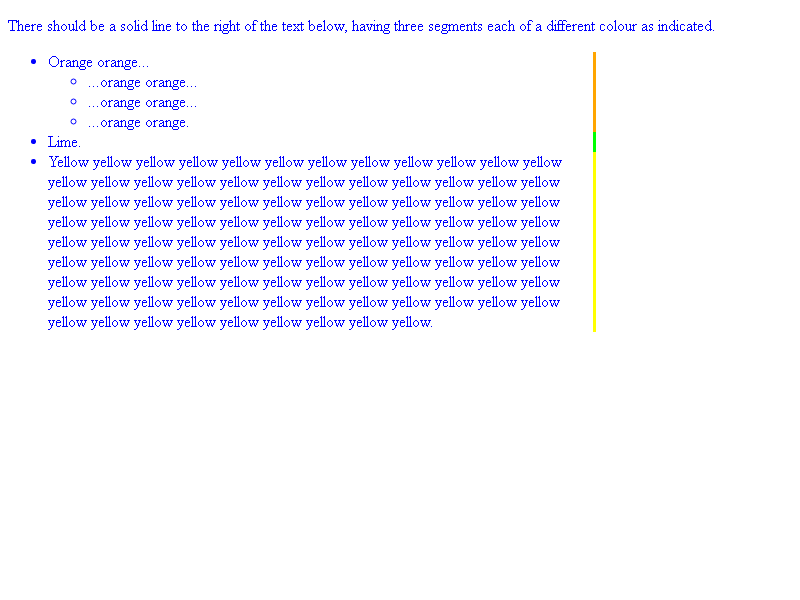 There should be a solid line to the right of the text below, having three segments each of a different colour as indicated.
Orange orange...
...orange orange...
...orange orange...
...orange orange.
Lime.
Yellow yellow yellow yellow yellow yellow yellow yellow yellow yellow yellow yellow
yellow yellow yellow yellow yellow yellow yellow yellow yellow yellow yellow yellow
yellow yellow yellow yellow yellow yellow yellow yellow yellow yellow yellow yellow
yellow yellow yellow yellow yellow yellow yellow yellow yellow yellow yellow yellow
yellow yellow yellow yellow yellow yellow yellow yellow yellow yellow yellow yellow
yellow yellow yellow yellow yellow yellow yellow yellow yellow yellow yellow yellow
yellow yellow yellow yellow yellow yellow yellow yellow yellow yellow yellow yellow
yellow yellow yellow yellow yellow yellow yellow yellow yellow yellow yellow yellow
yellow yellow yellow yellow yellow yellow yellow yellow yellow.